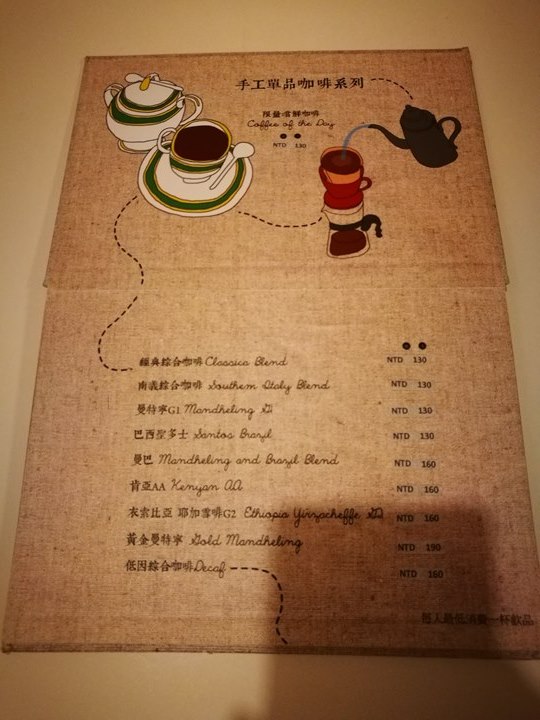 手工單品咖啡系列
限量嚐鮮咖啡
Coffee of the Day
NTD 130
經典綜合咖啡 Classica Blend NTD 130
南義綜合咖啡 Southern Italy Blend NTD 130
曼特寧G1 Mandheling G1 NTD 130
巴西聖多士 Santos Brazil NTD 130
曼巴 Mandheling and Brazil Blend NTD 160
肯亞AA Kenyan AA NTD 160
衣索比亞 耶加雪啡G2 Ethiopia Yirgacheffe G2 NTD 160
黃金曼特寧 Gold Mandheling NTD 190
低因綜合咖啡Decaf NTD 160
每人最低消費一杯飲品